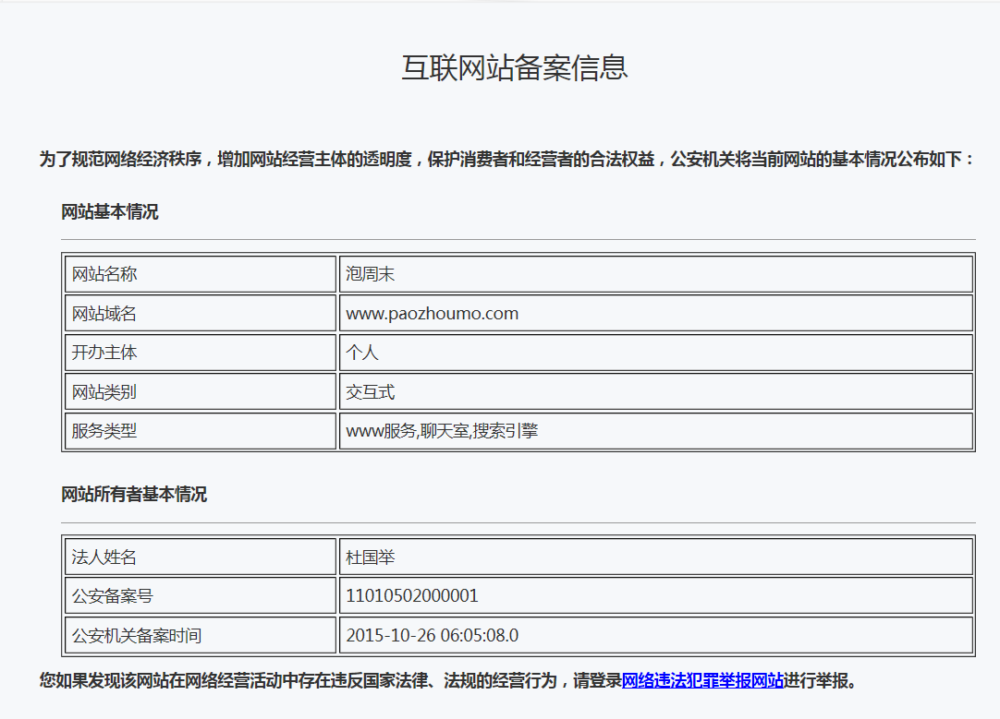 互联网站备案信息
为了规范网络经济秩序，增加网站经营主体的透明度，保护消费者和经营者的合法权益，公安机关将当前网站的基本情况公布如下：
网站基本情况
网站名称 泡周末
网站域名 www.paozhoumo.com
开办主体 个人
网站类别 交互式
服务类型 www服务,聊天室,搜索引擎
网站所有者基本情况
法人姓名 杜国举
公安备案号 11010502000001
公安机关备案时间 2015-10-26 06:05:08.0
您如果发现该网站在网络经营活动中存在违反国家法律、法规的经营行为，请登录网络违法犯罪举报网站进行举报。